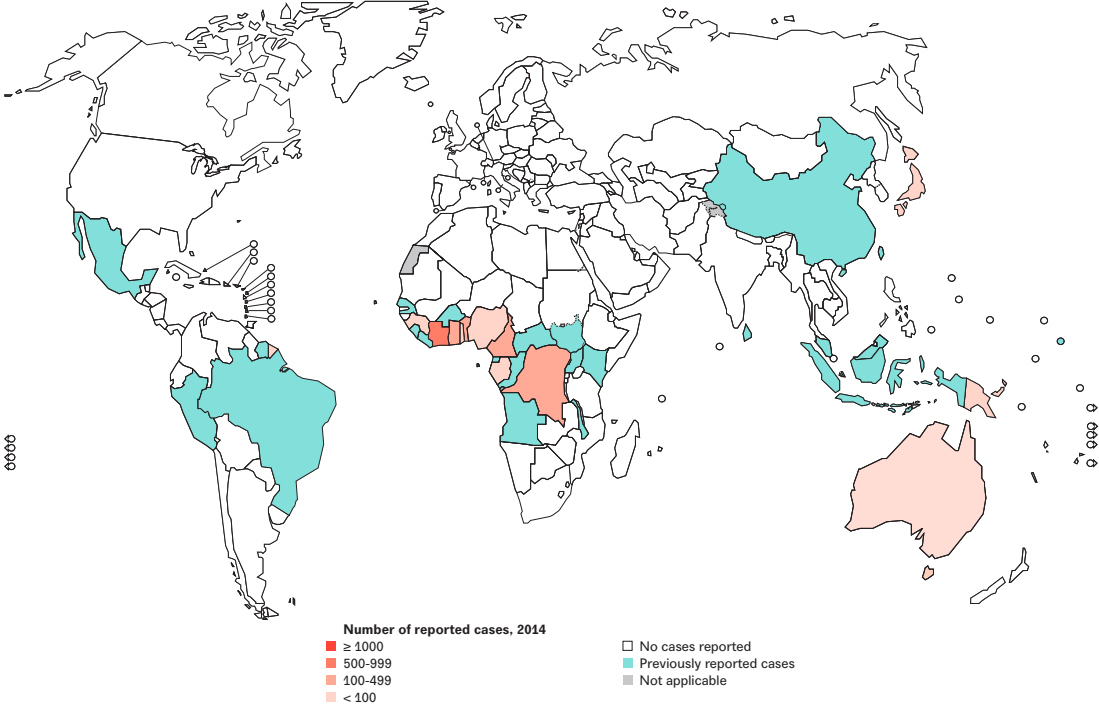 Number of reported cases, 2014
≥ 1000
500-999
100-499
< 100
No cases reported
Previously reported cases
Not applicable